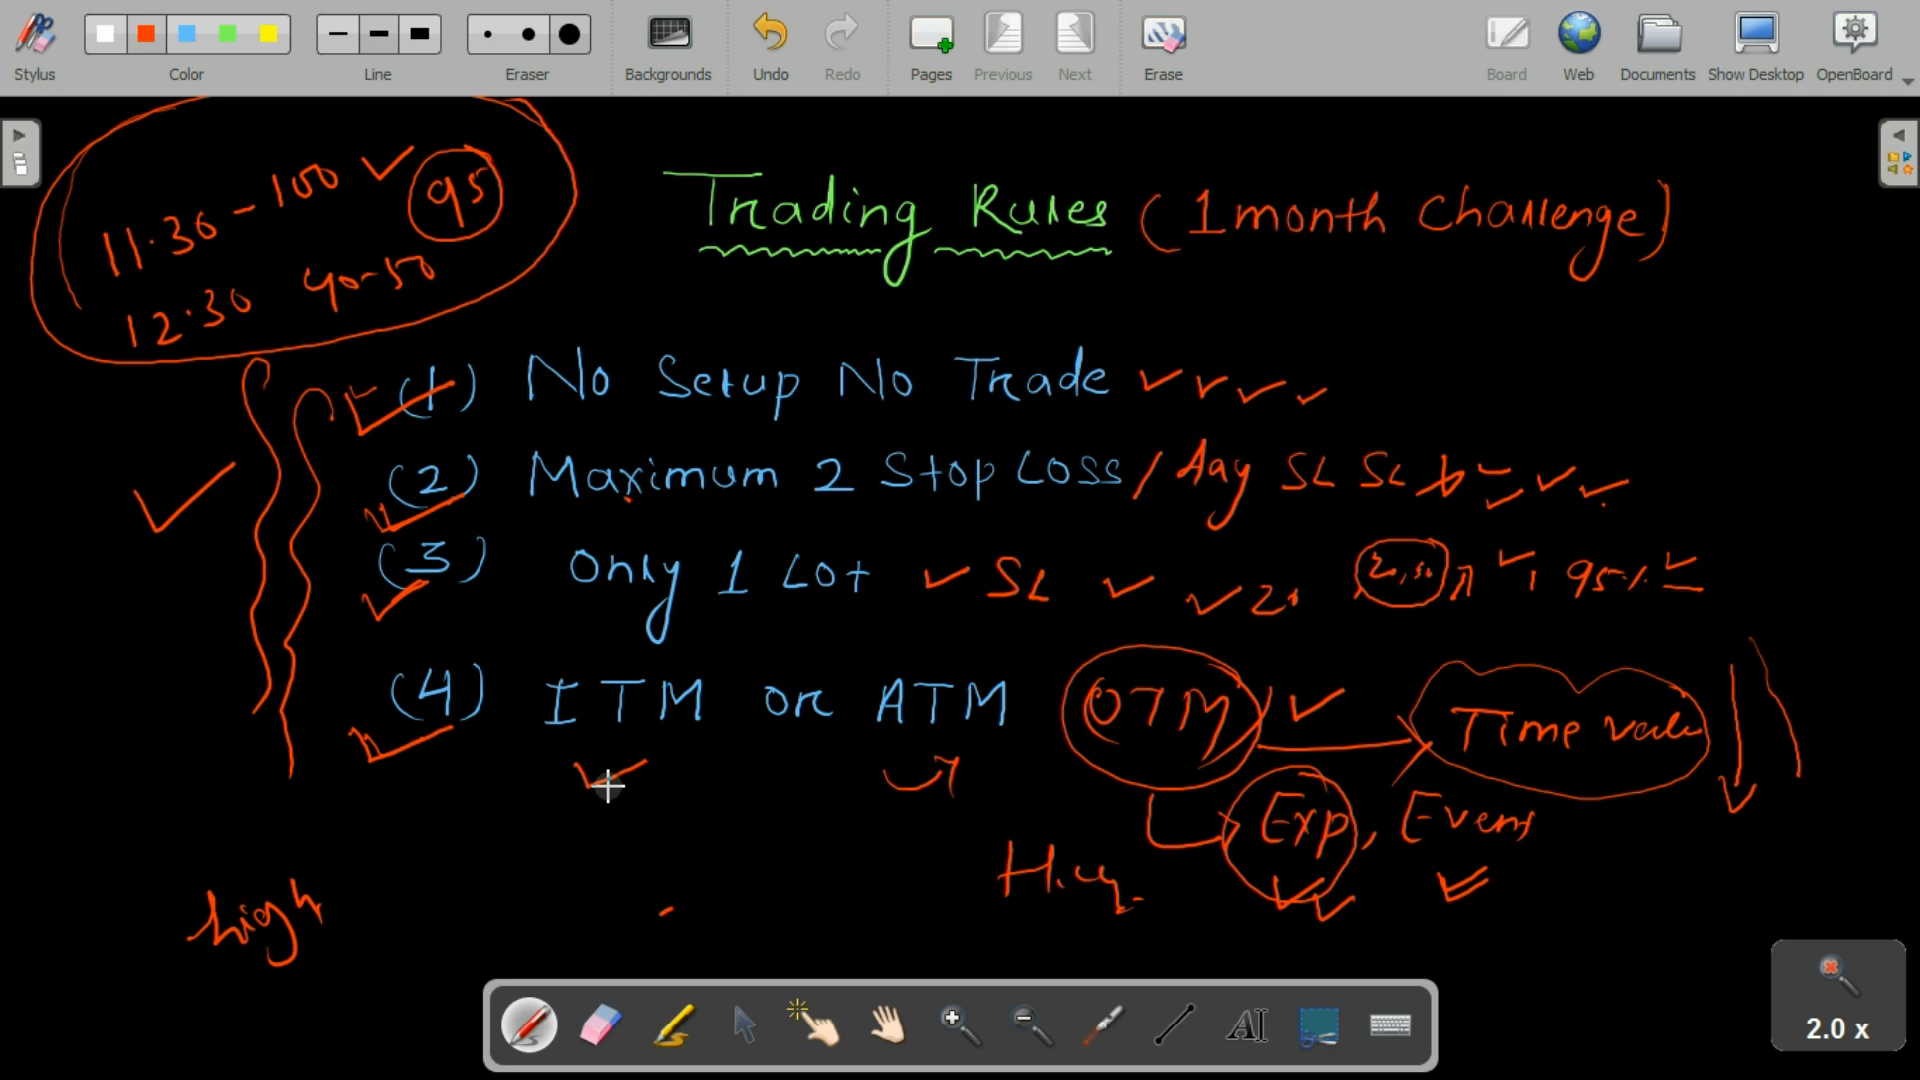 Stylus Color Line Eraser Backgrounds Undo Redo Pages Previous Next Erase Board Web Documents Show Desktop OpenBoard
11.30 - 100 95
12.30 40-50
Trading Rules (1 month Challenge)
(1) No Setup No Trade
(2) Maximum 2 Stop Loss / day SL SL
(3) Only 1 Lot SL 95%
(4) ITM or ATM OTM Time
Exp, Event
high
2.0 x